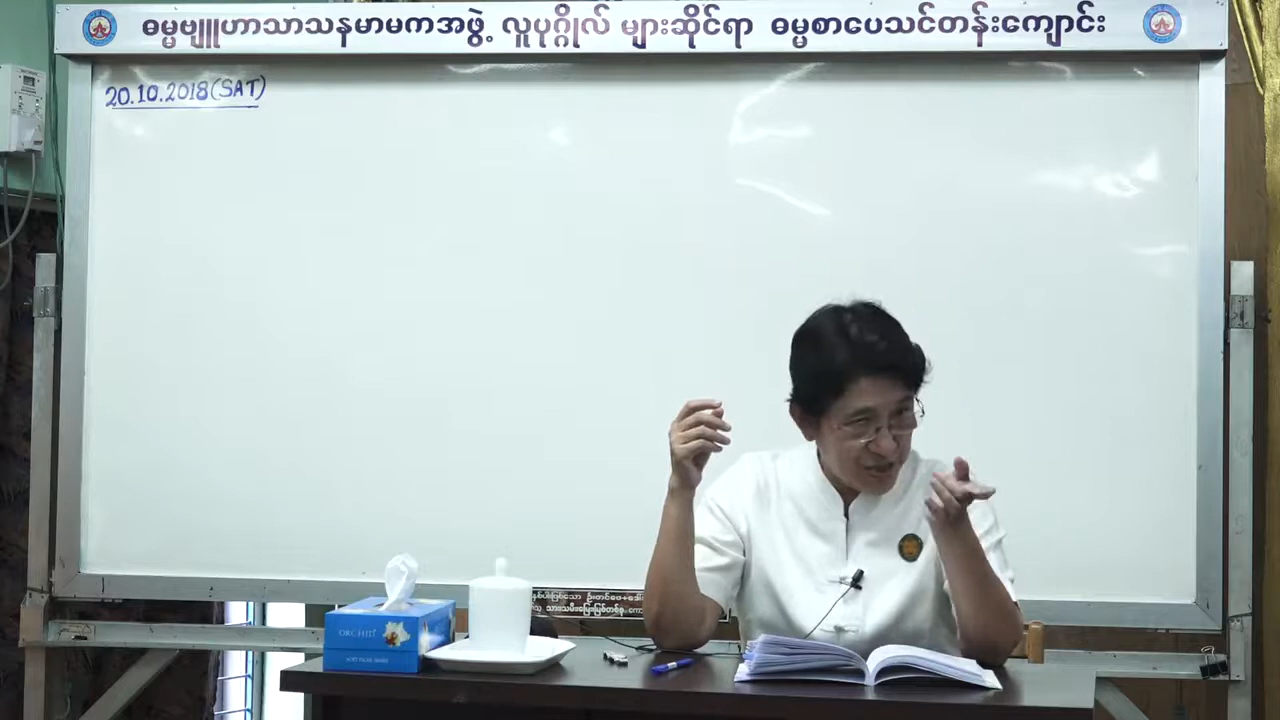 ဓမ္မဗျူဟာသာသနမာမကအဖွဲ့ လူပုဂ္ဂိုလ် များဆိုင်ရာ ဓမ္မစာပေသင်တန်းကျောင်း
20.10.2018(SAT)
ORCHID